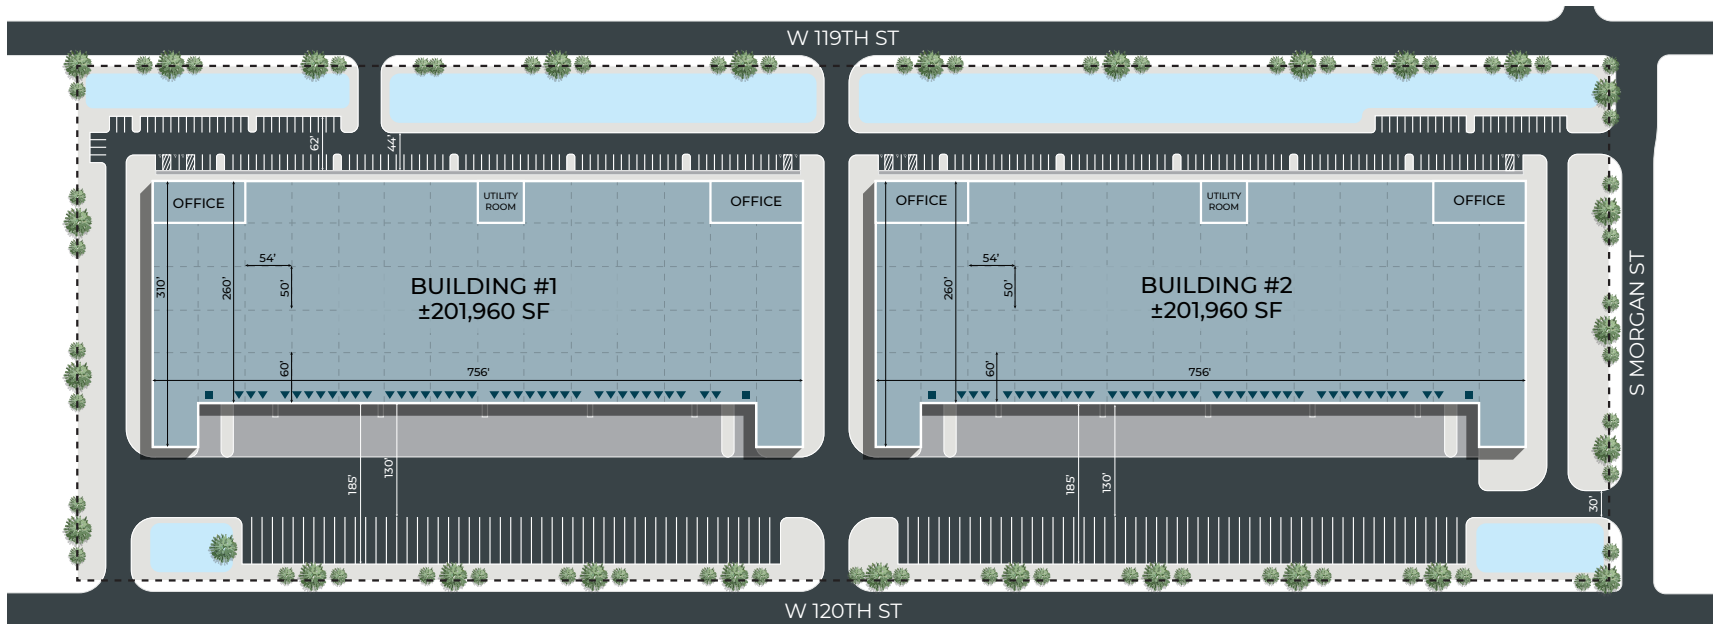 W 119TH ST
62'
44'
OFFICE
UTILITY
ROOM
OFFICE
OFFICE
UTILITY
ROOM
OFFICE
310'
260'
54'
50'
BUILDING #1
±201,960 SF
60'
756'
260'
54'
50'
BUILDING #2
±201,960 SF
60'
756'
S MORGAN ST
185'
130'
185'
130'
30'
W 120TH ST